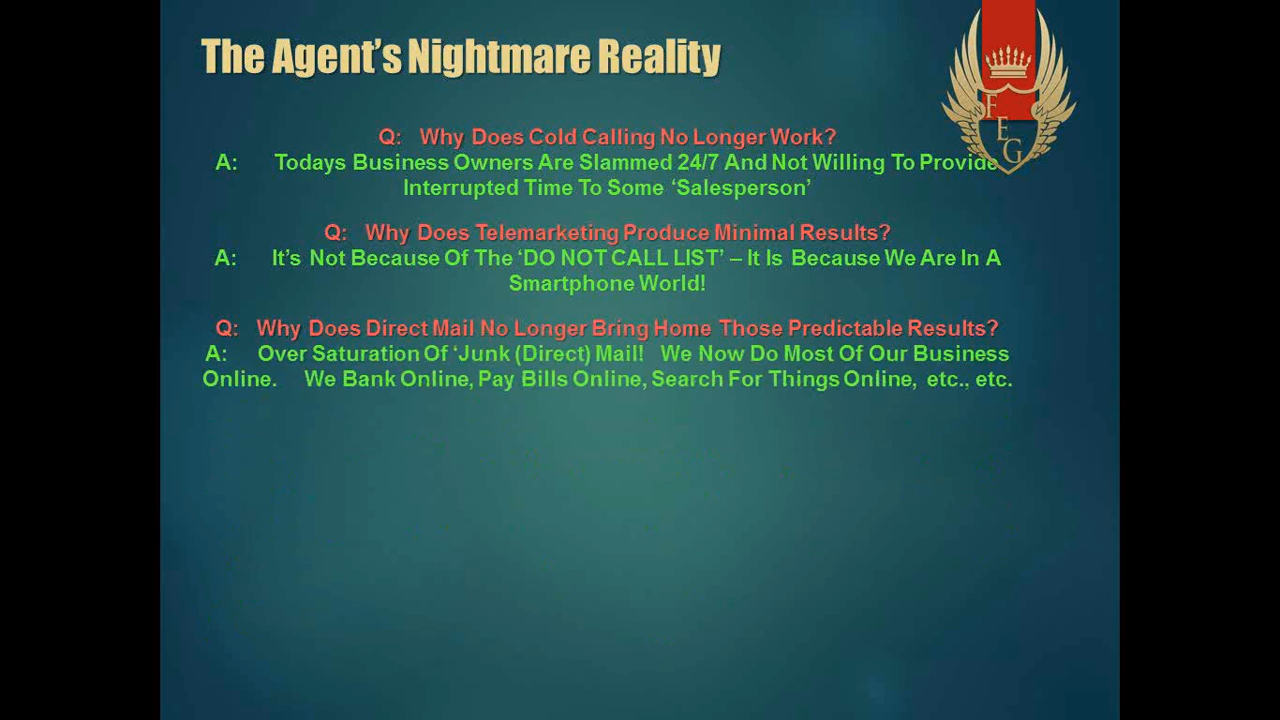 The Agent's Nightmare Reality
Q: Why Does Cold Calling No Longer Work?
A: Todays Business Owners Are Slammed 24/7 And Not Willing To Provide
Interrupted Time To Some ‘Salesperson’
Q: Why Does Telemarketing Produce Minimal Results?
A: It’s Not Because Of The ‘DO NOT CALL LIST’ – It Is Because We Are In A
Smartphone World!
Q: Why Does Direct Mail No Longer Bring Home Those Predictable Results?
A: Over Saturation Of ‘Junk (Direct) Mail! We Now Do Most Of Our Business
Online. We Bank Online, Pay Bills Online, Search For Things Online, etc., etc.
F
E
G